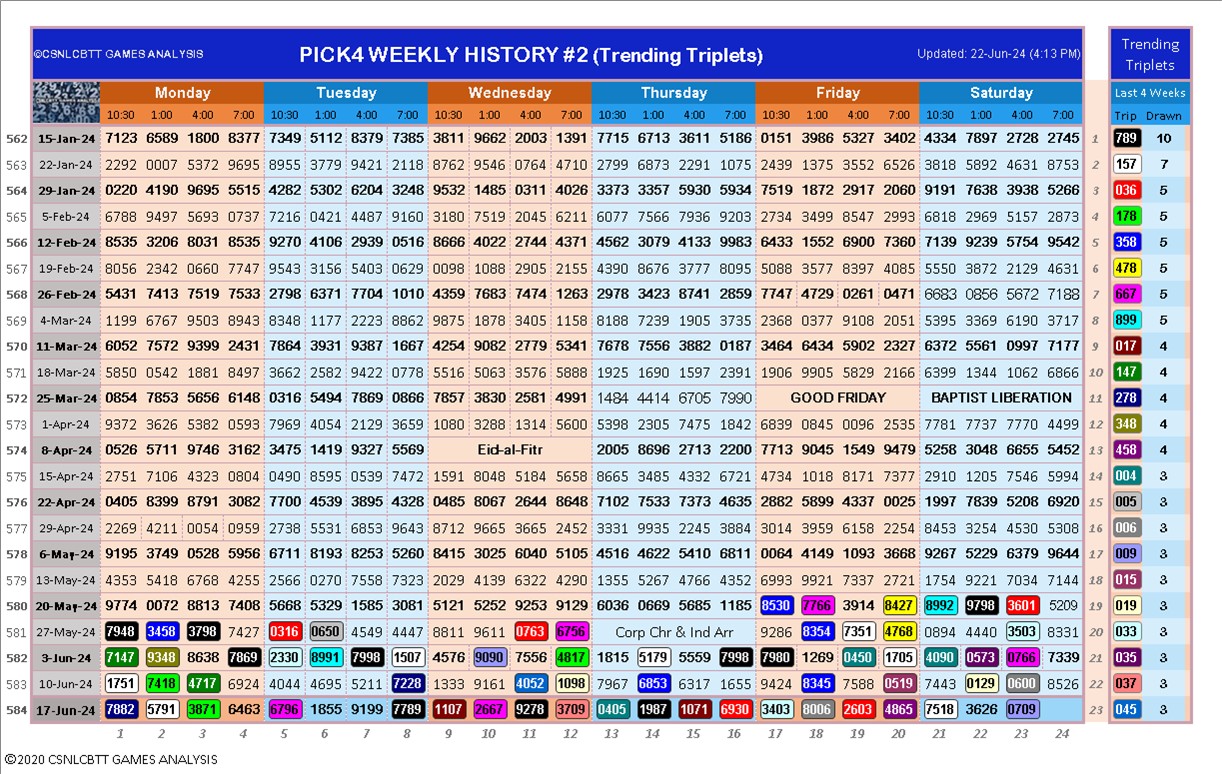 ©CSNLCBTT GAMES ANALYSIS PICK4 WEEKLY HISTORY #2 (Trending Triplets) Updated: 22-Jun-24 (4:13 PM) Trending
Triplets
Monday Tuesday Wednesday Thursday Friday Saturday Last 4 Weeks
10:30 1:00 4:00 7:00 10:30 1:00 4:00 7:00 10:30 1:00 4:00 7:00 10:30 1:00 4:00 7:00 10:30 1:00 4:00 7:00 10:30 1:00 4:00 7:00 Trip Drawn
562 15-Jan-24 7123 6589 1800 8377 7349 5112 8379 7385 3811 9662 2003 1391 7715 6713 3611 5186 0151 3986 5327 3402 4334 7897 2728 2745 1 789 10
563 22-Jan-24 2292 0007 5372 9695 8955 3779 9421 2118 0762 9546 0764 4710 2799 6873 2291 1075 2439 1375 3552 6526 3818 5892 4631 8753 2 157 7
564 29-Jan-24 0220 4190 9695 5515 4282 5302 6204 3248 9532 1485 0311 4026 3373 3357 5930 5934 7519 1872 2917 2060 9191 7638 3938 5266 3 036 5
565 5-Feb-24 6788 9497 5693 0737 7216 0421 4487 9160 3180 7519 2045 6211 6077 7566 7936 9203 2734 3499 8547 2993 6818 2969 5157 2873 4 178 5
566 12-Feb-24 8535 3206 8031 8535 9270 4106 2939 0516 8666 4022 2744 4371 4562 3079 4133 9983 6433 1552 6900 7360 7139 9239 5754 9542 5 358 5
567 19-Feb-24 8056 2342 0660 7747 9543 3156 5403 0629 0098 1088 2905 2155 4390 8676 3777 8095 5088 3577 8397 4085 5550 3872 2129 4631 6 478 5
568 26-Feb-24 5431 7413 7519 7533 2798 6371 7704 1016 4359 7683 7474 1263 2978 3423 8741 2859 7747 4729 0261 0471 6683 0856 5672 7188 7 667 5
569 4-Mar-24 1199 6767 9503 8943 8348 1177 2223 8862 9875 1878 3405 1158 8188 7239 1905 3735 2368 0377 9108 2051 5395 3369 6190 3717 8 899 5
570 11-Mar-24 6052 7572 9399 2431 7864 3931 9387 1667 4254 9082 2779 5341 7678 7556 3882 0187 3464 6434 5902 2327 6372 5561 0997 7177 9 017 4
571 18-Mar-24 5850 0542 1881 8497 3662 2582 9422 0778 5516 5063 3576 5888 1925 1690 1597 2391 1906 9905 5829 2166 6399 1344 1062 6866 10 147 4
572 25-Mar-24 0854 7853 5656 6148 0316 5494 7869 0886 7857 3830 2581 4991 1484 4414 6705 7990 GOOD FRIDAY BAPTIST LIBERATION 11 278 4
573 1-Apr-24 9372 3626 5382 0593 7969 4054 2129 3659 1080 3288 1314 5600 5398 2305 7475 1842 6839 0845 0096 2535 7781 7737 7770 4499 12 348 4
574 8-Apr-24 0526 5711 9746 3162 3475 1419 9327 5569 Eid-al-Fitr 2005 8696 2713 2200 7713 9045 1549 9479 5258 3048 6655 5452 13 458 4
575 15-Apr-24 2751 7106 4323 0804 0490 8595 0539 7472 1591 8048 5184 5658 8665 3485 4332 6721 4734 1018 8171 7377 2910 1205 7546 5994 14 004 3
576 22-Apr-24 0405 8399 8791 3082 7700 4539 3895 4328 0485 8067 2644 8648 7102 7533 7373 4635 2882 5899 4337 0025 1997 7839 5208 6920 15 005 3
577 29-Apr-24 2269 4211 0054 0959 2738 5531 6853 9643 8712 9665 3665 2452 3331 9935 2245 3884 3014 3959 6158 2254 8453 3254 4530 5308 16 006 3
578 6-May-24 9195 3749 0528 5956 6711 8193 8253 5260 8415 3025 6040 5105 4516 4622 5410 6811 0064 4149 1093 3668 9267 5229 6379 9644 17 009 3
579 13-May-24 4353 5418 6768 4255 2566 0270 7558 7323 2029 4139 6322 4290 1355 5267 4766 4352 6993 9921 7337 2721 1754 9221 7034 7144 18 015 3
580 20-May-24 9774 0072 8813 7408 5668 5329 1585 3081 5121 5252 9253 9129 6036 0669 5685 1185 8530 7766 3914 8427 8992 9798 3601 5209 19 019 3
581 27-May-24 7948 3458 3798 7427 0316 0650 4549 4447 8811 9611 0763 6756 Corp Chr & Ind Arr 9286 8354 7351 4768 0894 4440 3503 8331 20 033 3
582 3-Jun-24 7147 9348 8638 7869 2330 8991 7998 1507 4576 9090 7556 4817 1815 5179 5559 7998 7980 1269 0450 1705 4090 0573 0766 7339 21 035 3
583 10-Jun-24 1751 7418 4717 6924 4044 4695 5211 7228 1333 9161 4052 1098 7967 6853 6317 1655 9424 8345 7588 0519 7443 0129 0600 8526 22 037 3
584 17-Jun-24 7882 5791 3871 6463 6796 1855 9199 7789 1107 2667 9278 3709 0405 1987 1071 6930 3403 8006 2603 4865 7518 3626 0709 23 045 3
1 2 3 4 5 6 7 8 9 10 11 12 13 14 15 16 17 18 19 20 21 22 23 24
©2020 CSNLCBTT GAMES ANALYSIS